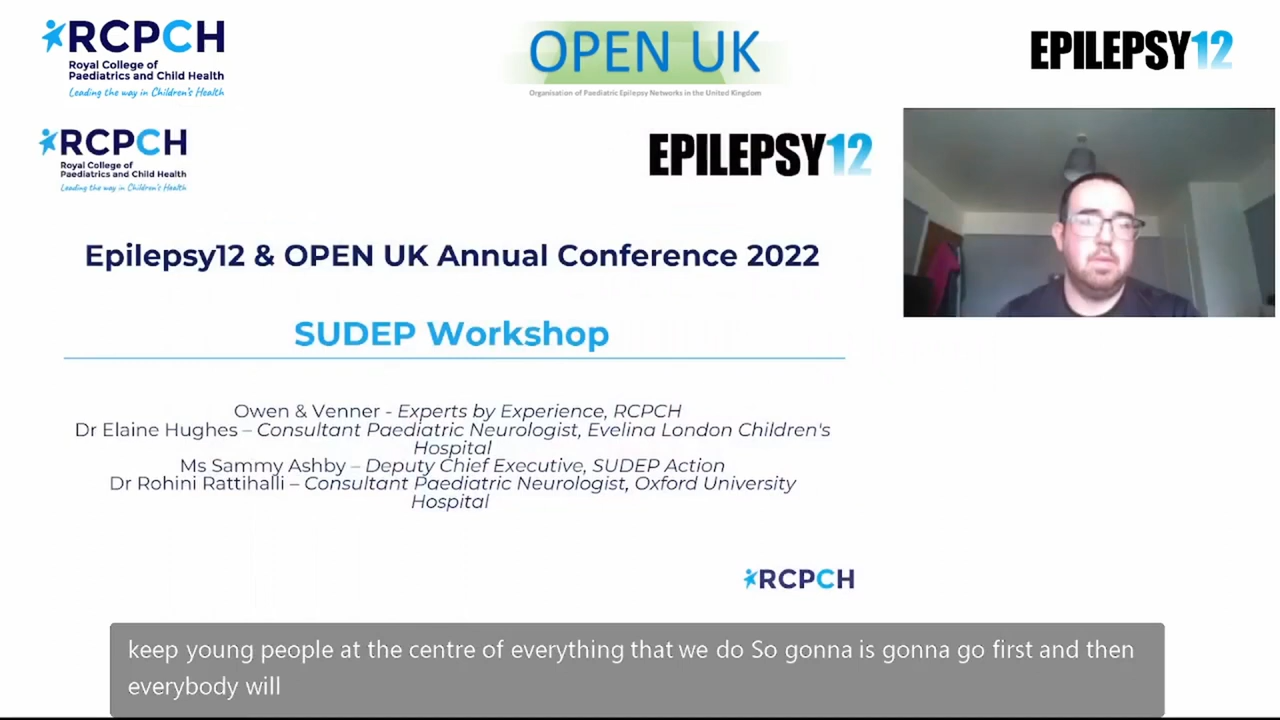 RCPCH
Royal College of
Paediatrics and Child Health
Leading the way in Children's Health
OPEN UK
Organisation of Paediatric Epilepsy Networks in the United Kingdom
EPILEPSY12
RCPCH
Royal College of
Paediatrics and Child Health
Leading the way in Children's Health
EPILEPSY12
Epilepsy12 & OPEN UK Annual Conference 2022
SUDEP Workshop
Owen & Venner - Experts by Experience, RCPCH
Dr Elaine Hughes – Consultant Paediatric Neurologist, Evelina London Children's
Hospital
Ms Sammy Ashby – Deputy Chief Executive, SUDEP Action
Dr Rohini Rattihalli – Consultant Paediatric Neurologist, Oxford University
Hospital
RCPCH
keep young people at the centre of everything that we do So gonna is gonna go first and then
everybody will